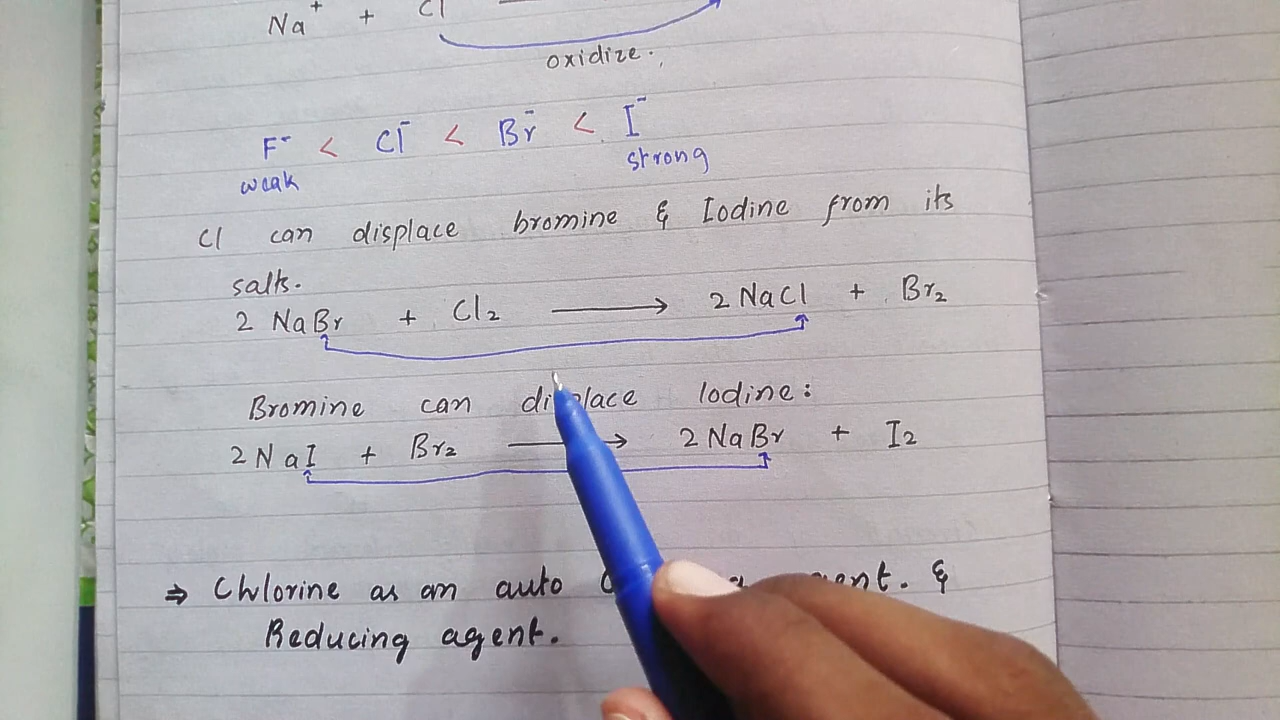 Na⁺ + Cl
oxidize.
F⁻ < Cl⁻ < Br⁻ < I⁻
weak strong
Cl can displace bromine & Iodine from its
salts.
2 NaBr + Cl₂ ⟶ 2 NaCl + Br₂
Bromine can displace Iodine:
2 NaI + Br₂ ⟶ 2 NaBr + I₂
⇒ Chlorine as an auto &
Reducing agent.